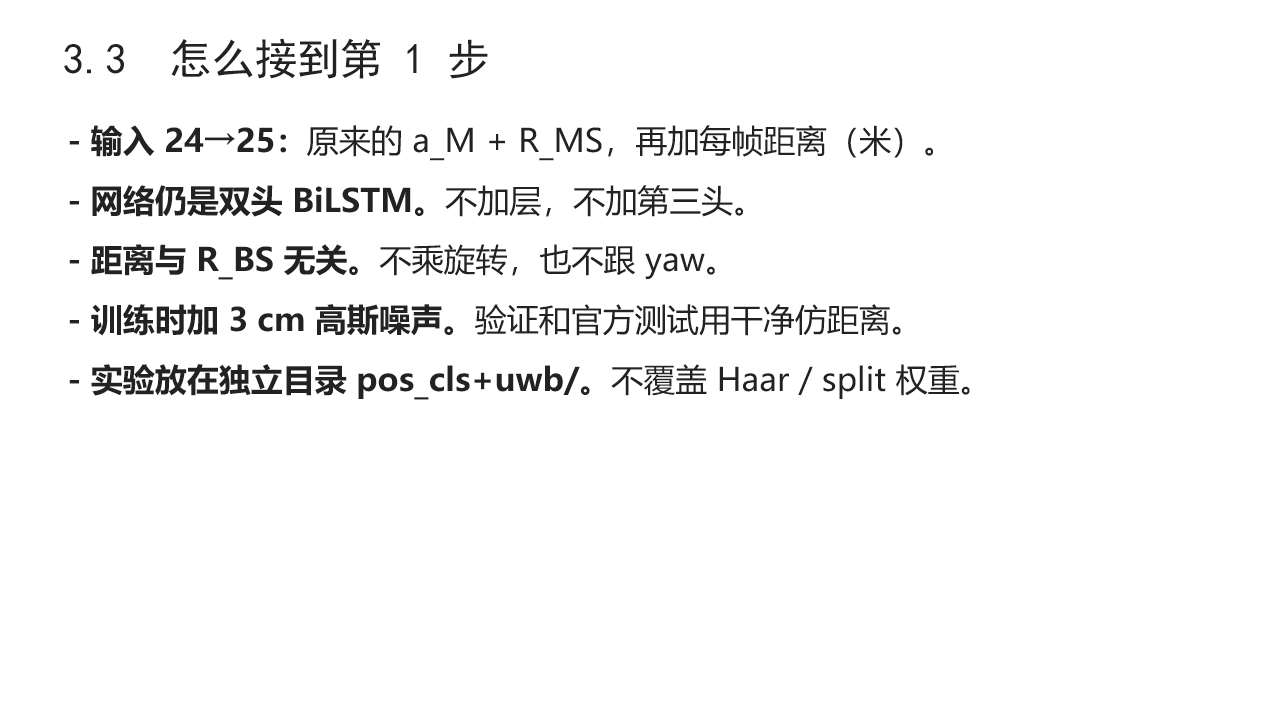 3.3 怎么接到第 1 步
- 输入 24→25：原来的 a_M + R_MS，再加每帧距离（米）。
- 网络仍是双头 BiLSTM。不加层，不加第三头。
- 距离与 R_BS 无关。不乘旋转，也不跟 yaw。
- 训练时加 3 cm 高斯噪声。验证和官方测试用干净仿距离。
- 实验放在独立目录 pos_cls+uwb/。不覆盖 Haar / split 权重。